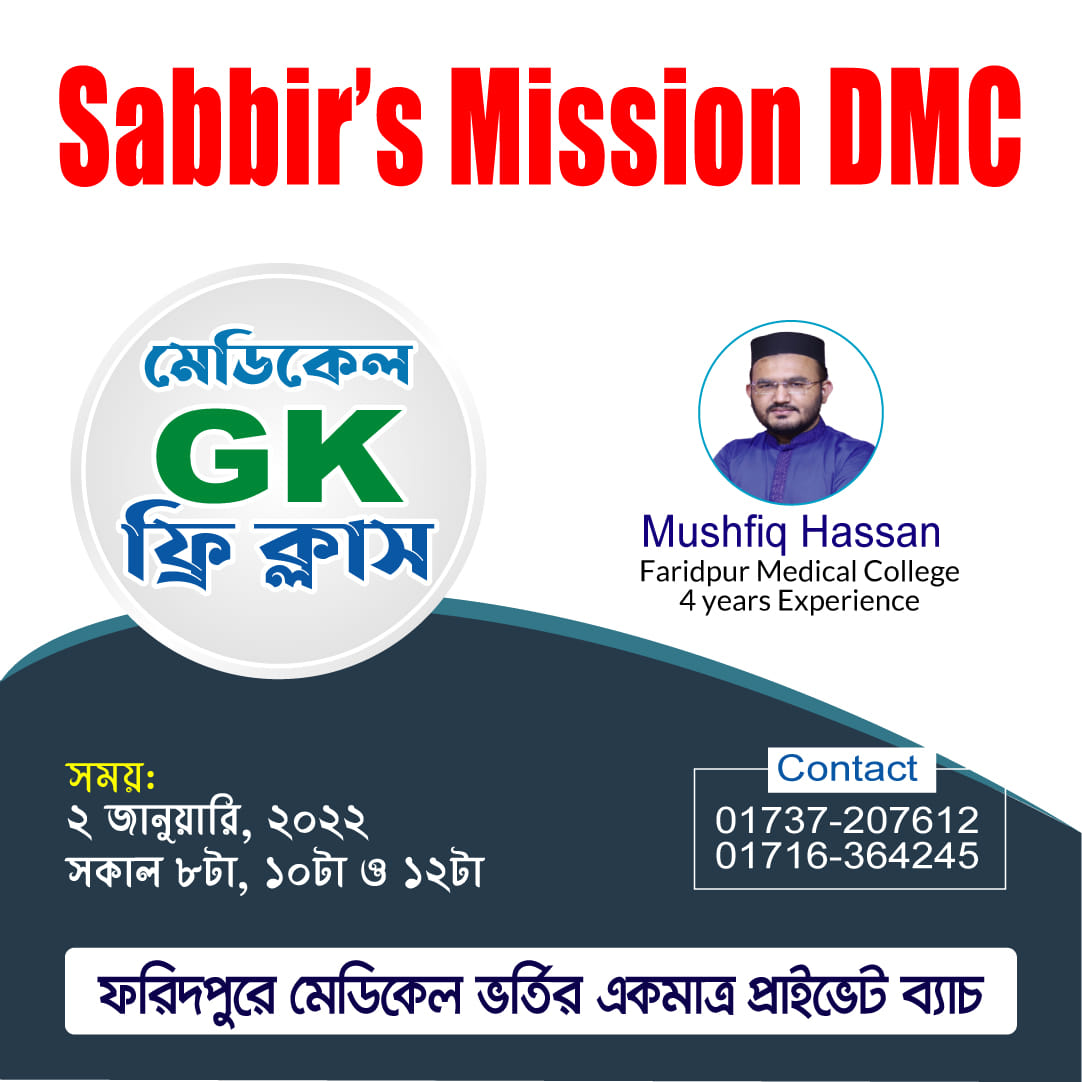 Sabbir's Mission DMC
মেডিকেল
GK
ফ্রি ক্লাস
Mushfiq Hassan
Faridpur Medical College
4 years Experience
সময়:
২ জানুয়ারি, ২০২২
সকাল ৮টা, ১০টা ও ১২টা
Contact
01737-207612
01716-364245
ফরিদপুরে মেডিকেল ভর্তির একমাত্র প্রাইভেট ব্যাচ